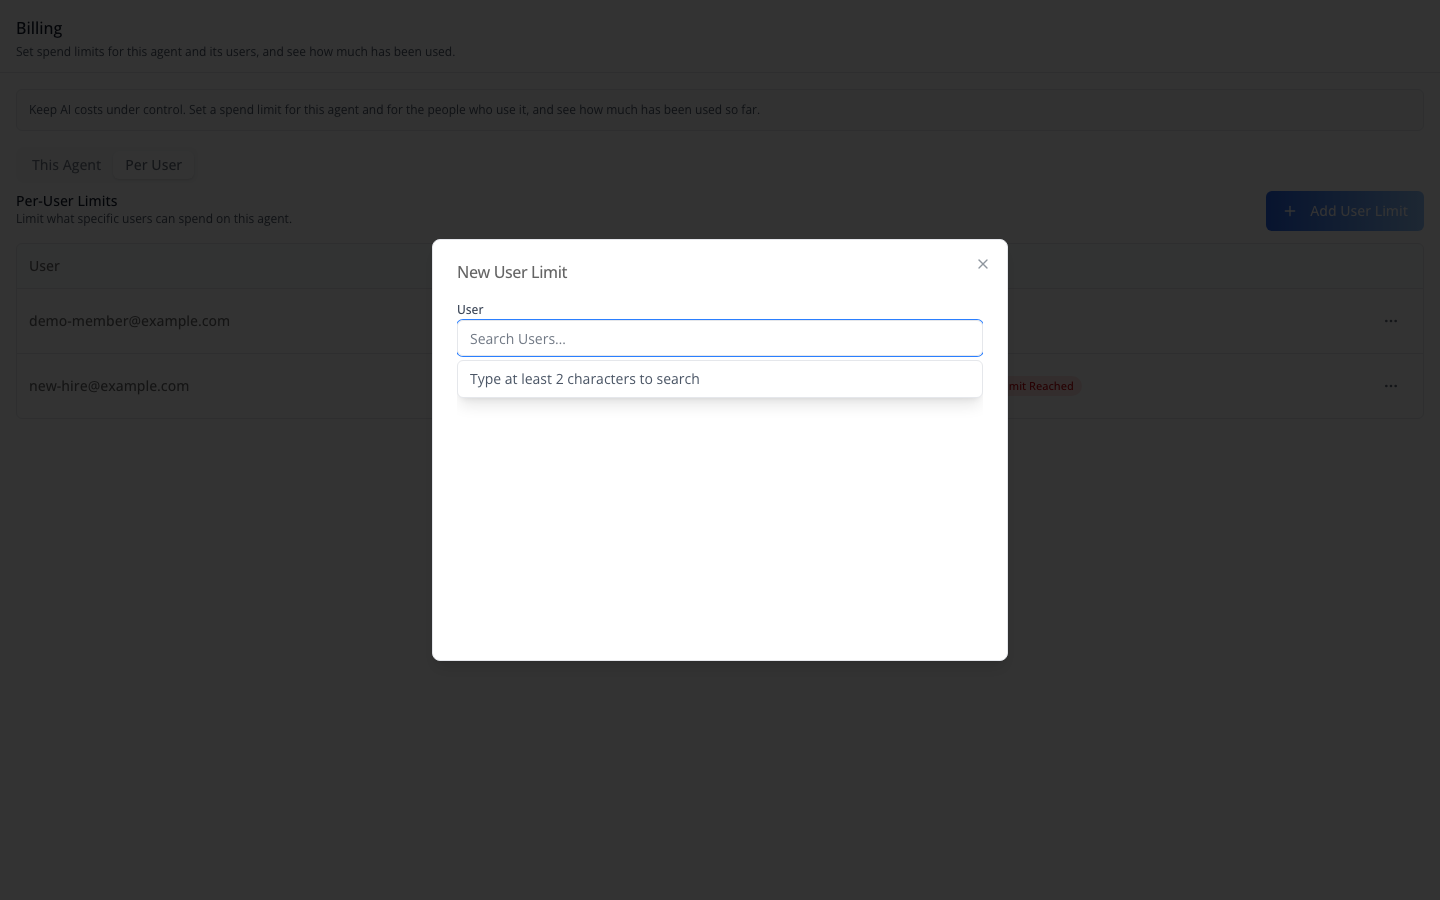 Billing
Set spend limits for this agent and its users, and see how much has been used.
Keep AI costs under control. Set a spend limit for this agent and for the people who use it, and see how much has been used so far.
This Agent
Per User
Per-User Limits
Limit what specific users can spend on this agent.
Add User Limit
User
demo-member@example.com
new-hire@example.com
Reached
New User Limit
User
Search Users...
Type at least 2 characters to search